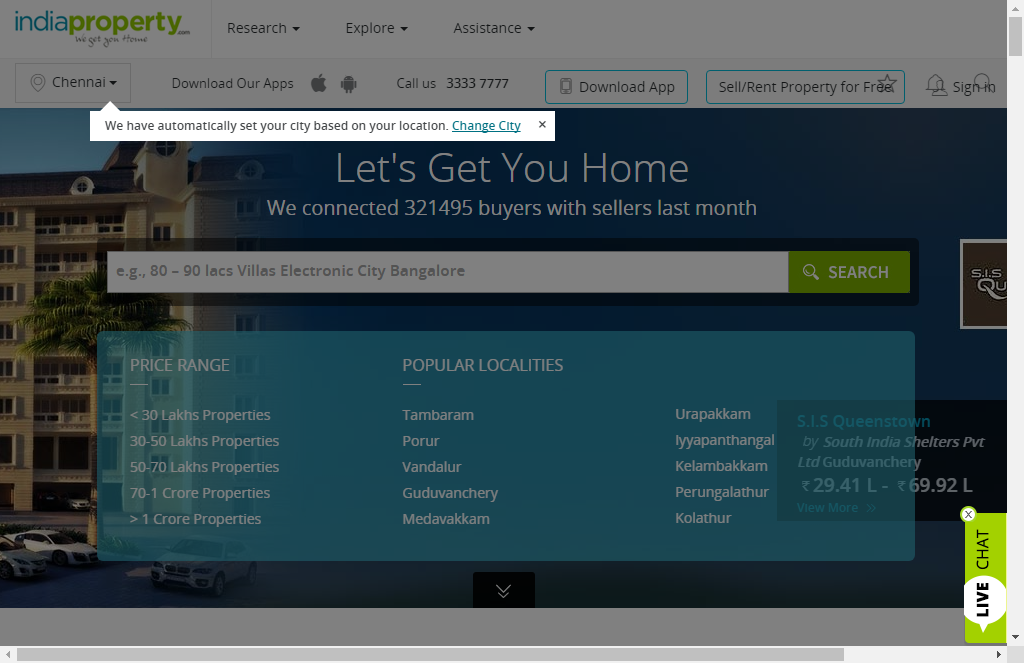 indiaproperty.com
We get you Home
Research
Explore
Assistance
Chennai
Download Our Apps
Call us 3333 7777
Download App
Sell/Rent Property for Free
Sign in
We have automatically set your city based on your location. Change City ×
Let's Get You Home
We connected 321495 buyers with sellers last month
e.g., 80 – 90 lacs Villas Electronic City Bangalore
SEARCH
S.I.S
PRICE RANGE
< 30 Lakhs Properties
30-50 Lakhs Properties
50-70 Lakhs Properties
70-1 Crore Properties
> 1 Crore Properties
POPULAR LOCALITIES
Tambaram
Porur
Vandalur
Guduvanchery
Medavakkam
Urapakkam
Iyyapanthangal
Kelambakkam
Perungalathur
Kolathur
S.I.S Queenstown
by South India Shelters Pvt
Ltd Guduvanchery
₹ 29.41 L - ₹ 69.92 L
View More »
LIVE CHAT